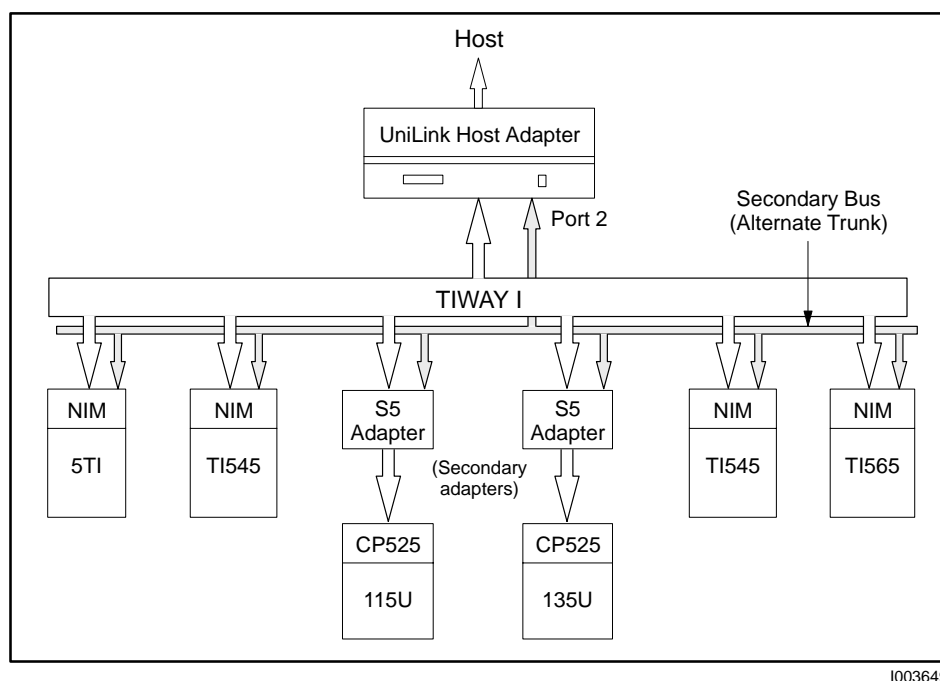 Host
UniLink Host Adapter
Port 2
Secondary Bus
(Alternate Trunk)
TIWAY I
NIM
5TI
NIM
TI545
S5
Adapter
S5
Adapter
NIM
TI545
NIM
TI565
(Secondary
adapters)
CP525
115U
CP525
135U